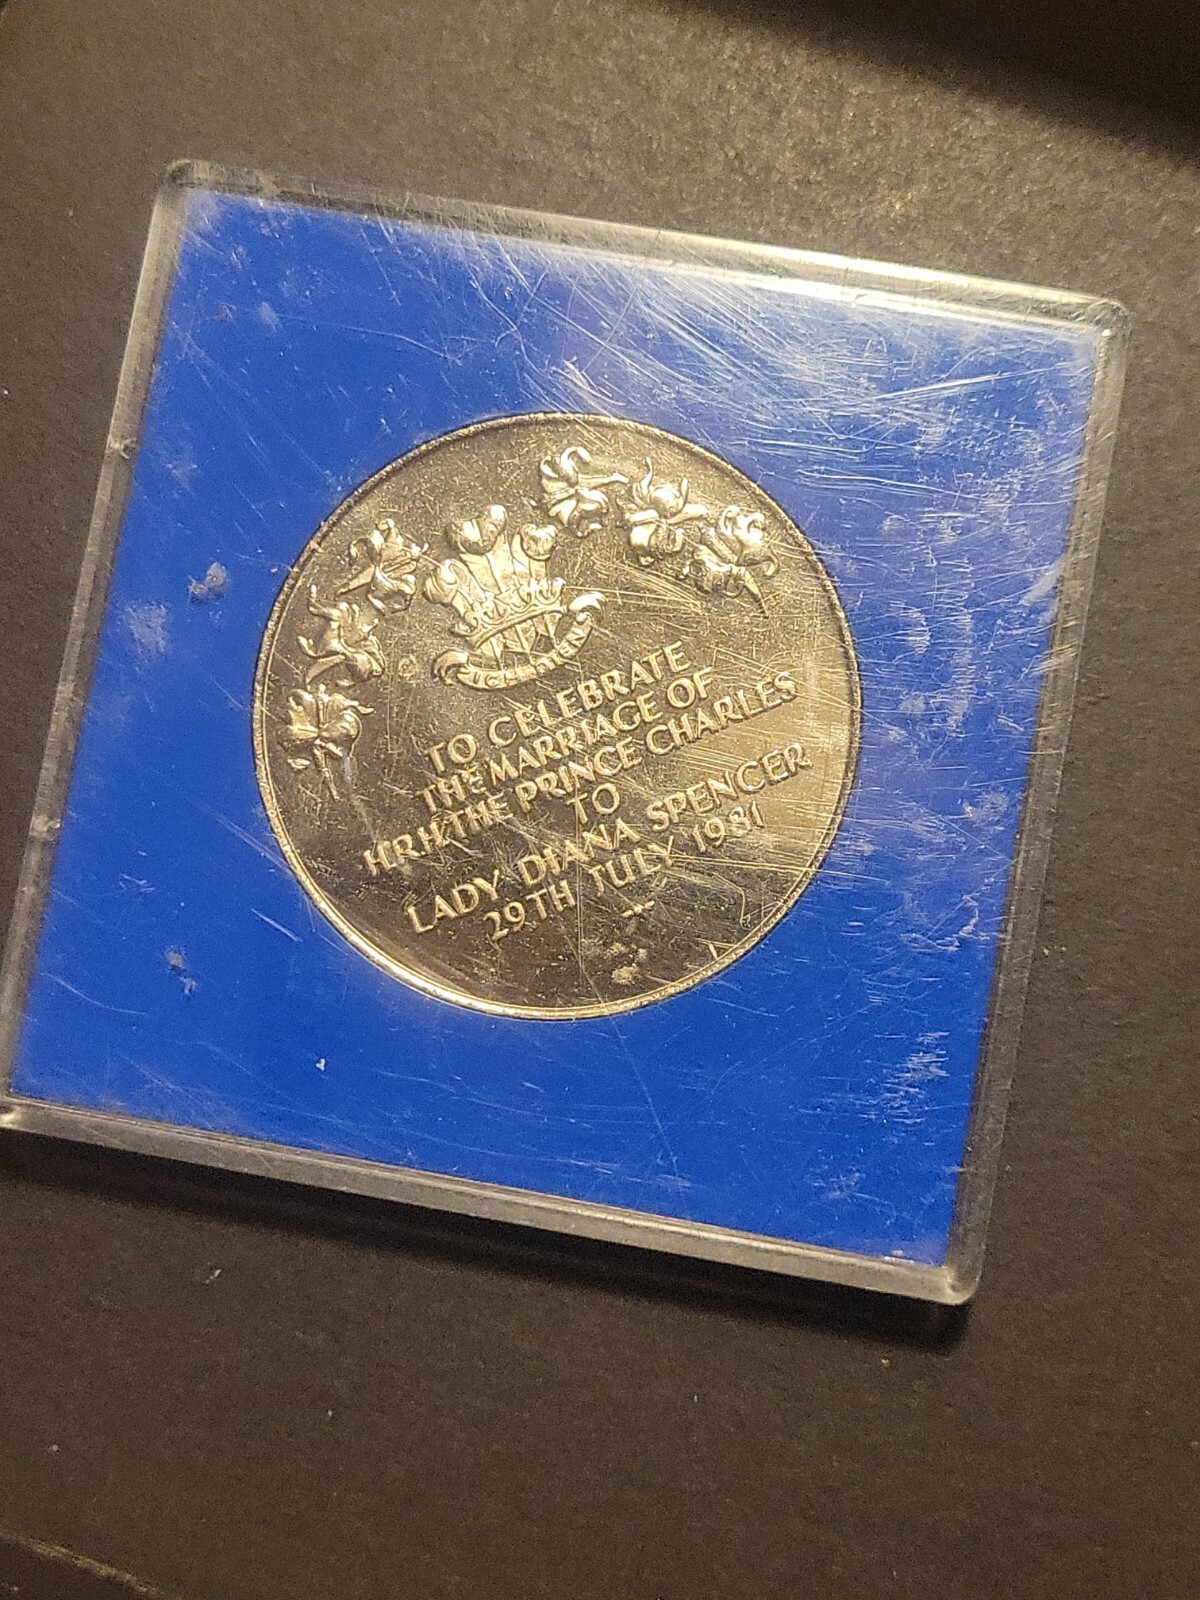 ICH DIEN
TO CELEBRATE
THE MARRIAGE OF
H.R.H. THE PRINCE CHARLES
TO
LADY DIANA SPENCER
29TH JULY 1981